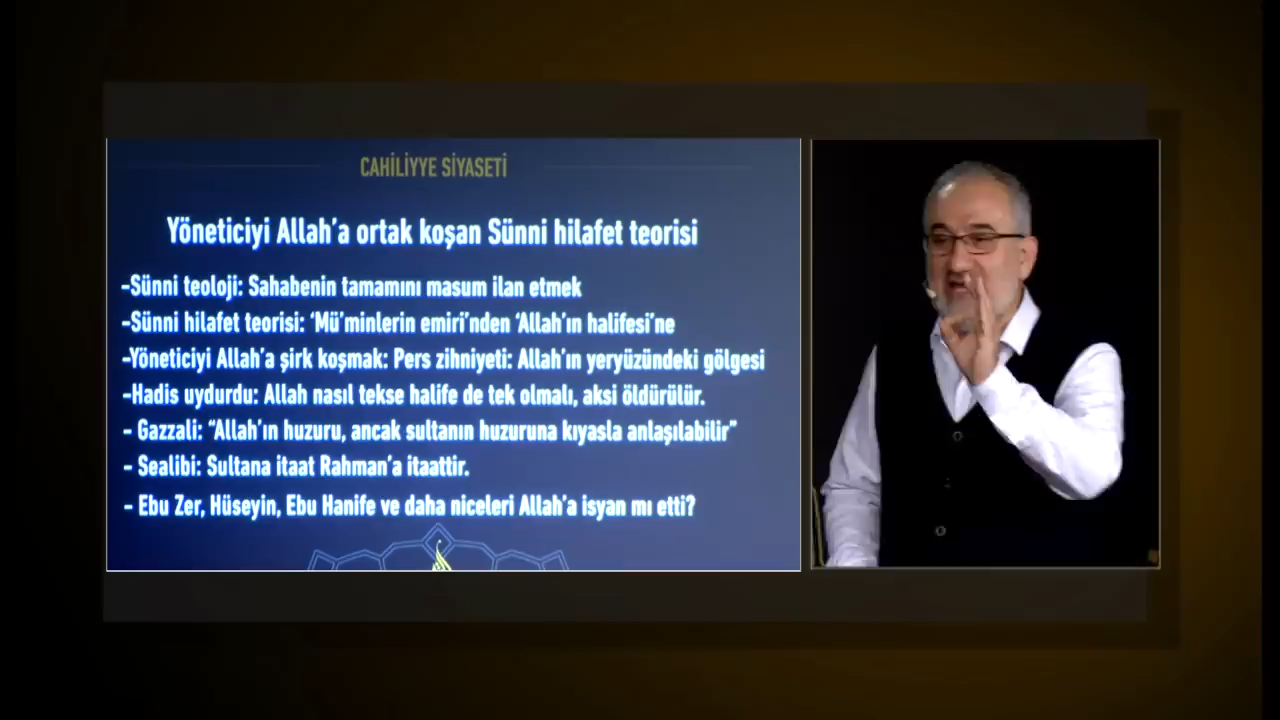 CAHİLİYYE SİYASETİ
Yöneticiyi Allah'a ortak koşan Sünni hilafet teorisi
-Sünni teoloji: Sahabenin tamamını masum ilan etmek
-Sünni hilafet teorisi: 'Mü'minlerin emiri'nden 'Allah'ın halifesi'ne
-Yöneticiyi Allah'a şirk koşmak: Pers zihniyeti: Allah'ın yeryüzündeki gölgesi
-Hadis uydurdu: Allah nasıl tekse halife de tek olmalı, aksi öldürülür.
- Gazzali: "Allah'ın huzuru, ancak sultanın huzuruna kıyasla anlaşılabilir"
- Sealibi: Sultana itaat Rahman'a itaattir.
- Ebu Zer, Hüseyin, Ebu Hanife ve daha niceleri Allah'a isyan mı etti?